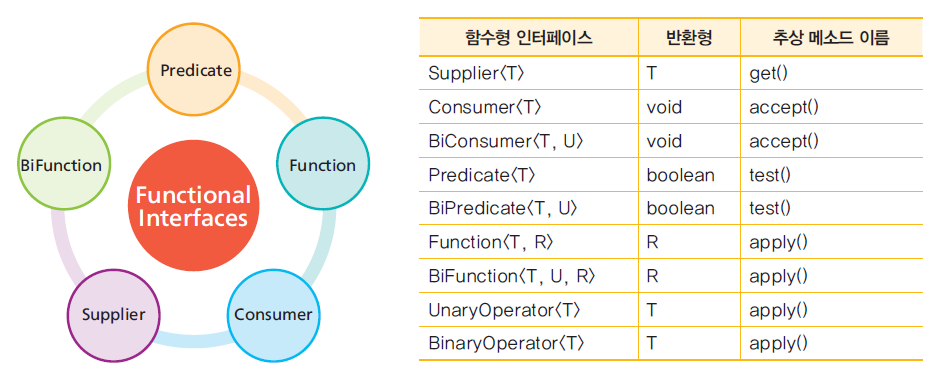 Predicate
BiFunction
Function
Functional
Interfaces
Supplier
Consumer
함수형 인터페이스 반환형 추상 메소드 이름
Supplier〈T〉 T get()
Consumer〈T〉 void accept()
BiConsumer〈T, U〉 void accept()
Predicate〈T〉 boolean test()
BiPredicate〈T, U〉 boolean test()
Function〈T, R〉 R apply()
BiFunction〈T, U, R〉 R apply()
UnaryOperator〈T〉 T apply()
BinaryOperator〈T〉 T apply()